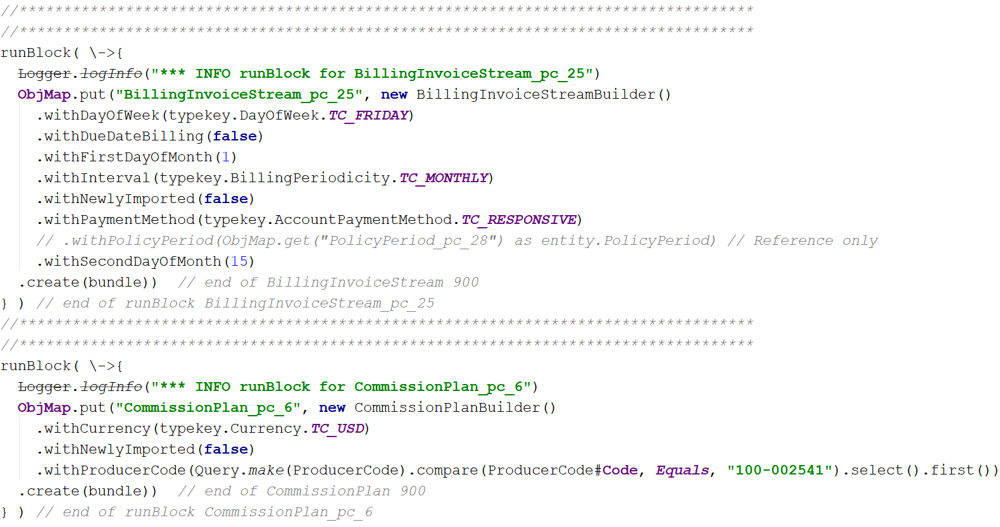 //***********************************************************************************
//***********************************************************************************
runBlock( \->{
  Logger.logInfo("*** INFO runBlock for BillingInvoiceStream_pc_25")
  ObjMap.put("BillingInvoiceStream_pc_25", new BillingInvoiceStreamBuilder()
    .withDayOfWeek(typekey.DayOfWeek.TC_FRIDAY)
    .withDueDateBilling(false)
    .withFirstDayOfMonth(1)
    .withInterval(typekey.BillingPeriodicity.TC_MONTHLY)
    .withNewlyImported(false)
    .withPaymentMethod(typekey.AccountPaymentMethod.TC_RESPONSIVE)
    // .withPolicyPeriod(ObjMap.get("PolicyPeriod_pc_28") as entity.PolicyPeriod) // Reference only
    .withSecondDayOfMonth(15)
  .create(bundle))  // end of BillingInvoiceStream 900
} ) // end of runBlock BillingInvoiceStream_pc_25
//***********************************************************************************
//***********************************************************************************
runBlock( \->{
  Logger.logInfo("*** INFO runBlock for CommissionPlan_pc_6")
  ObjMap.put("CommissionPlan_pc_6", new CommissionPlanBuilder()
    .withCurrency(typekey.Currency.TC_USD)
    .withNewlyImported(false)
    .withProducerCode(Query.make(ProducerCode).compare(ProducerCode#Code, Equals, "100-002541").select().first())
  .create(bundle))  // end of CommissionPlan 900
} ) // end of runBlock CommissionPlan_pc_6